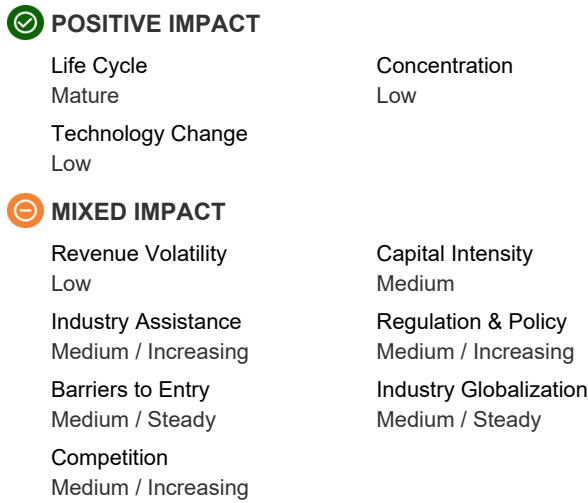 POSITIVE IMPACT
Life Cycle
Mature
Concentration
Low
Technology Change
Low
MIXED IMPACT
Revenue Volatility
Low
Capital Intensity
Medium
Industry Assistance
Medium / Increasing
Regulation & Policy
Medium / Increasing
Barriers to Entry
Medium / Steady
Industry Globalization
Medium / Steady
Competition
Medium / Increasing